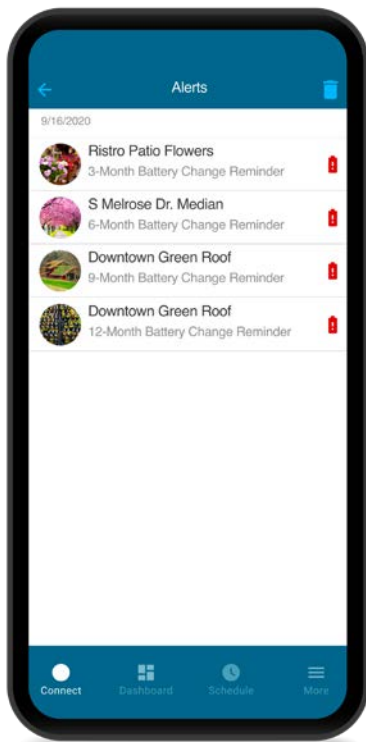 Alerts
9/16/2020
Ristro Patio Flowers
3-Month Battery Change Reminder
S Melrose Dr. Median
6-Month Battery Change Reminder
Downtown Green Roof
9-Month Battery Change Reminder
Downtown Green Roof
12-Month Battery Change Reminder
Connect
Dashboard
Schedule
More